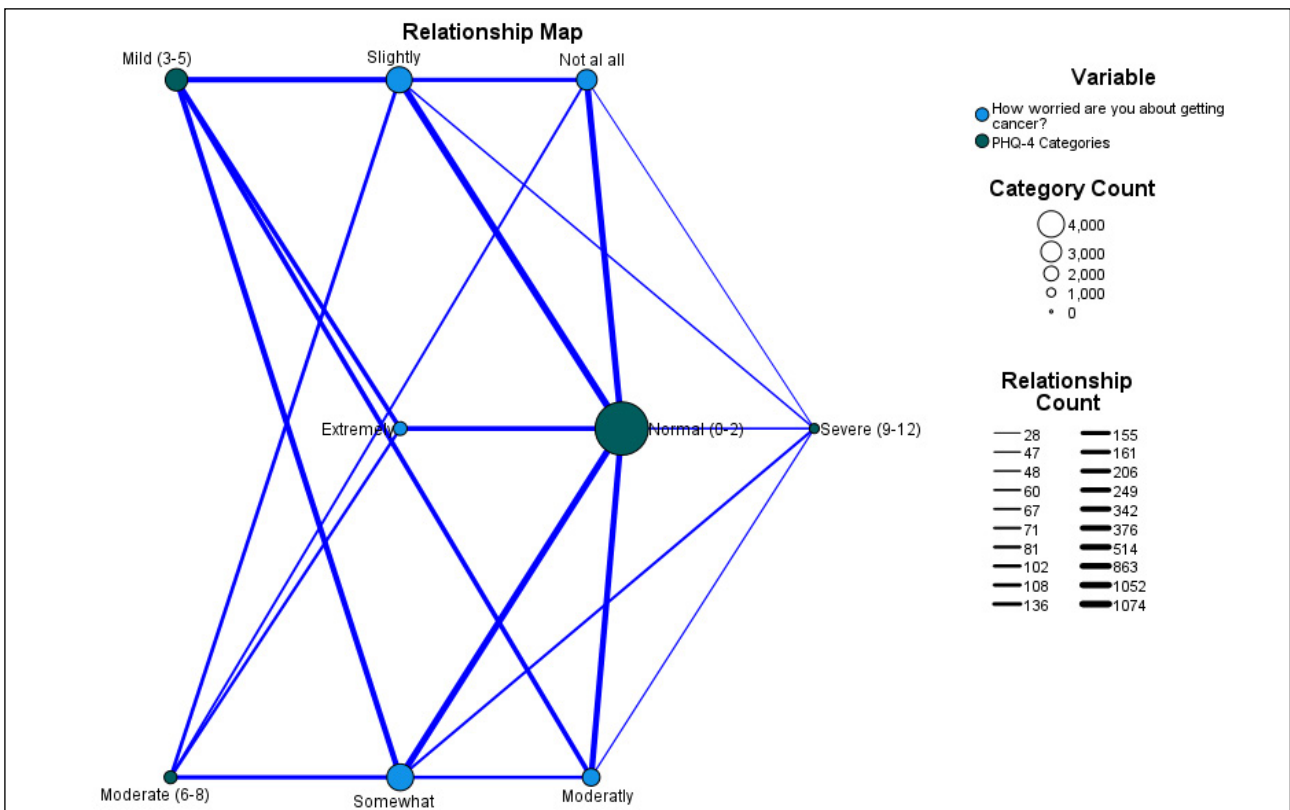 Relationship Map
Mild (3-5)
Slightly
Not al all
Extremely
Normal (0-2)
Severe (9-12)
Moderate (6-8)
Somewhat
Moderatly
Variable
How worried are you about getting
cancer?
PHQ-4 Categories
Category Count
4,000
3,000
2,000
1,000
0
Relationship
Count
28
47
48
60
67
71
81
102
108
136
155
161
206
249
342
376
514
863
1052
1074